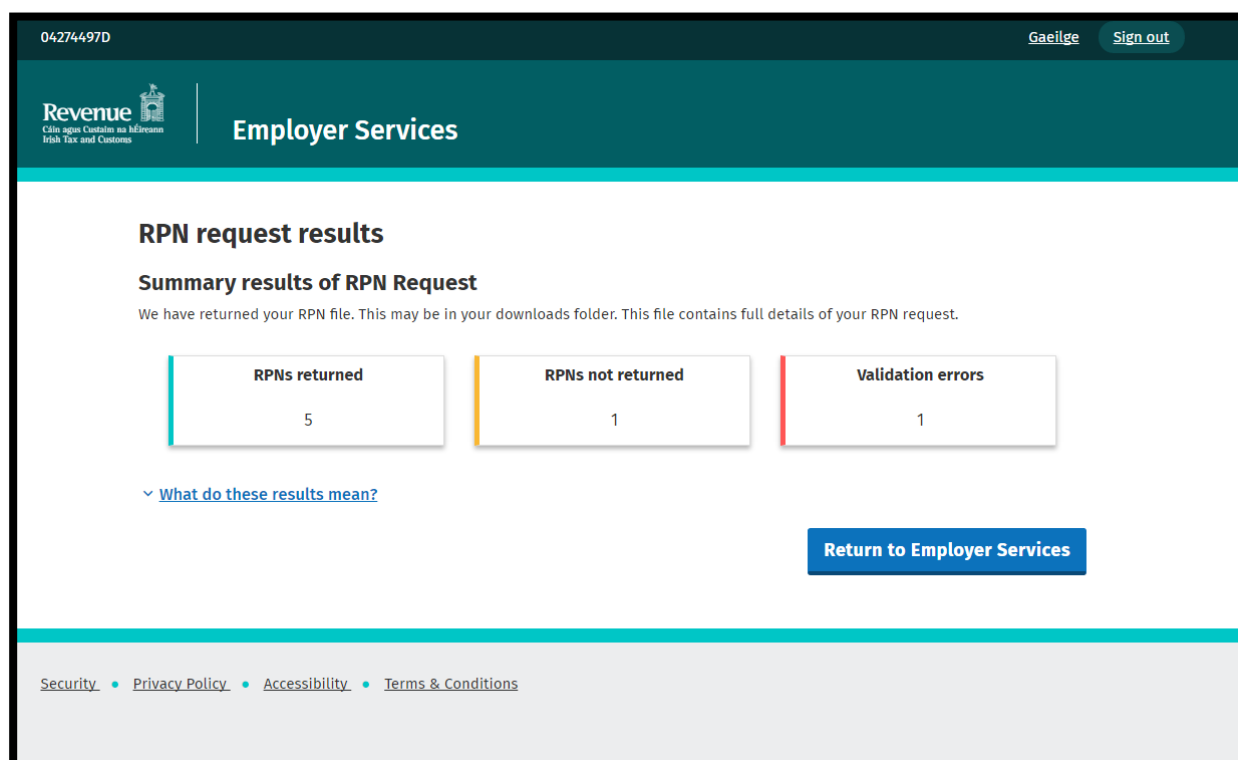 04274497D
Gaeilge Sign out
Revenue
Cáin agus Custaim na hÉireann
Irish Tax and Customs
Employer Services
RPN request results
Summary results of RPN Request
We have returned your RPN file. This may be in your downloads folder. This file contains full details of your RPN request.
RPNs returned RPNs not returned Validation errors
5 1 1
What do these results mean?
Return to Employer Services
Security • Privacy Policy • Accessibility • Terms & Conditions